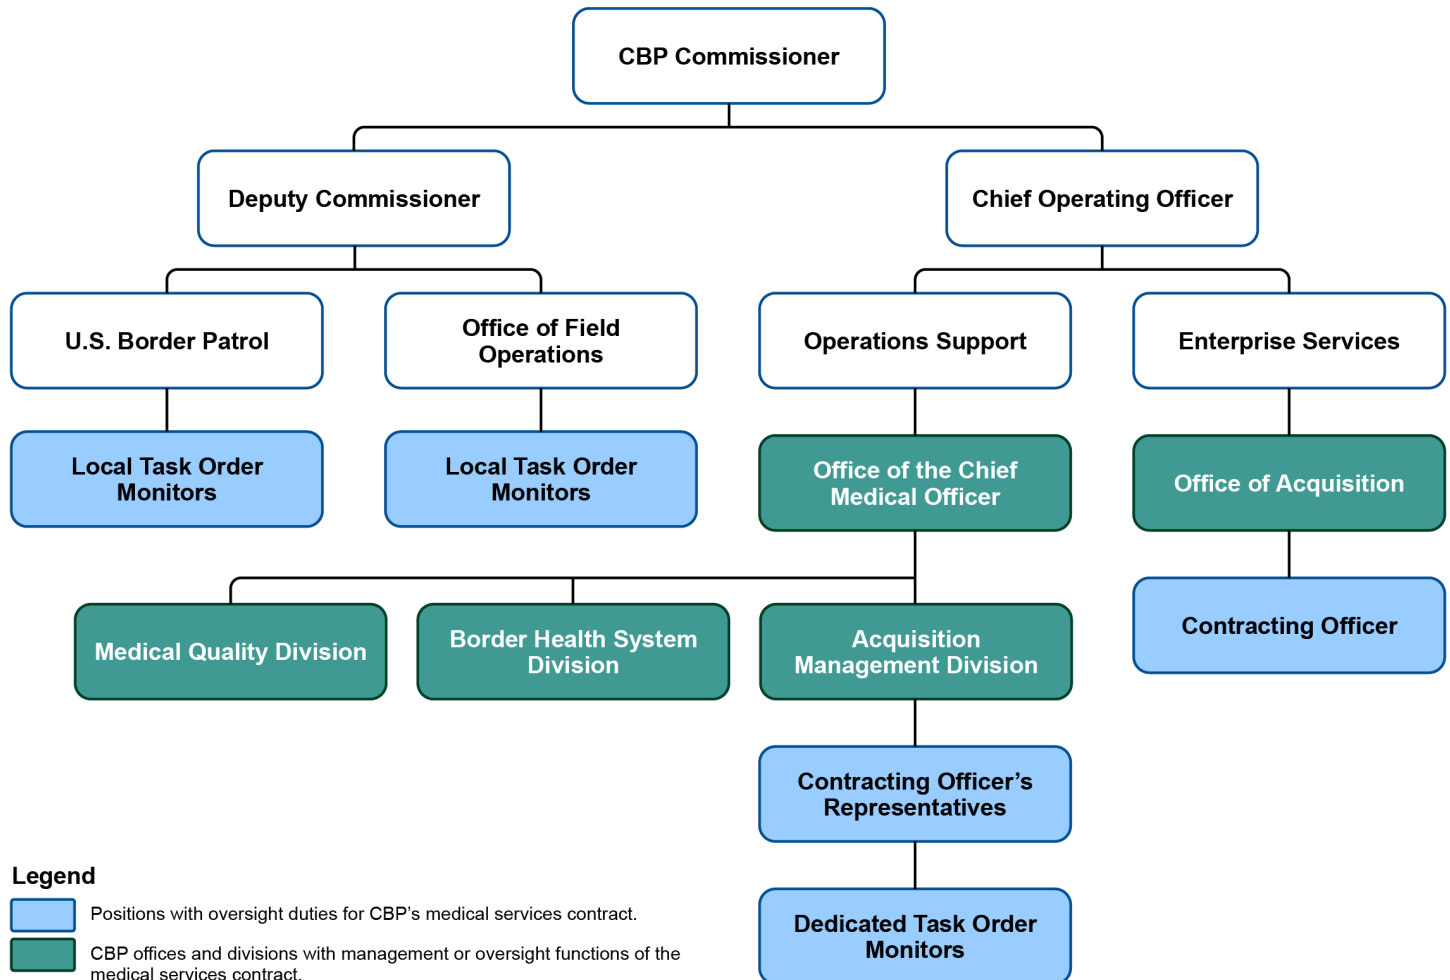 CBP Commissioner
Deputy Commissioner
Chief Operating Officer
U.S. Border Patrol
Office of Field
Operations
Operations Support
Enterprise Services
Local Task Order
Monitors
Local Task Order
Monitors
Office of the Chief
Medical Officer
Office of Acquisition
Medical Quality Division
Border Health System
Division
Acquisition
Management Division
Contracting Officer
Contracting Officer’s
Representatives
Dedicated Task Order
Monitors
Legend
Positions with oversight duties for CBP’s medical services contract.
CBP offices and divisions with management or oversight functions of the
medical services contract.